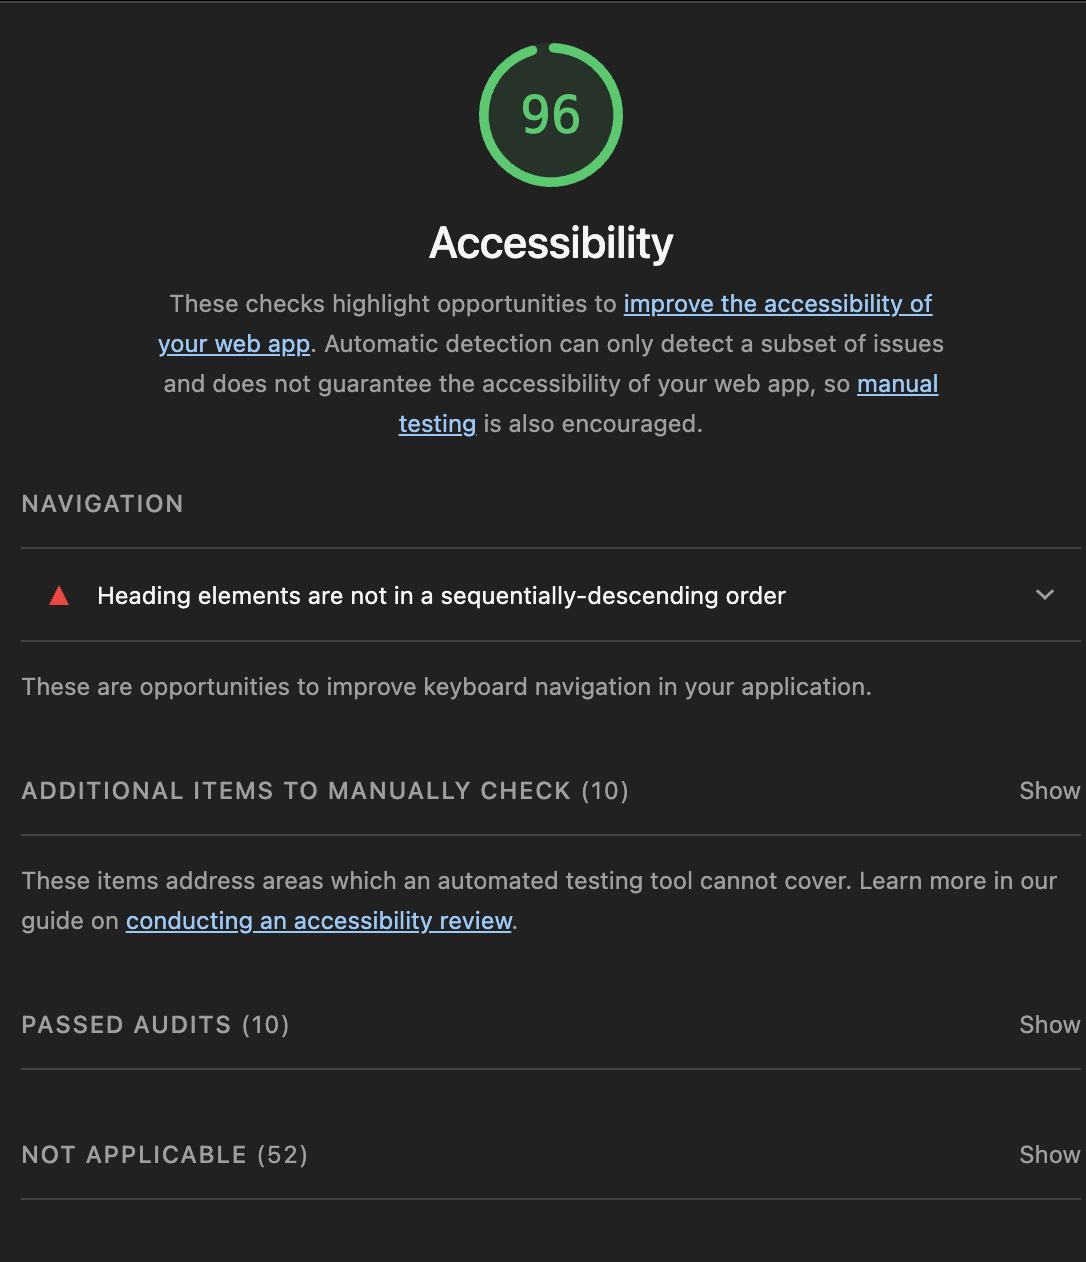 96
Accessibility
These checks highlight opportunities to improve the accessibility of
your web app. Automatic detection can only detect a subset of issues
and does not guarantee the accessibility of your web app, so manual
testing is also encouraged.
NAVIGATION
Heading elements are not in a sequentially-descending order
These are opportunities to improve keyboard navigation in your application.
ADDITIONAL ITEMS TO MANUALLY CHECK (10) Show
These items address areas which an automated testing tool cannot cover. Learn more in our
guide on conducting an accessibility review.
PASSED AUDITS (10) Show
NOT APPLICABLE (52) Show